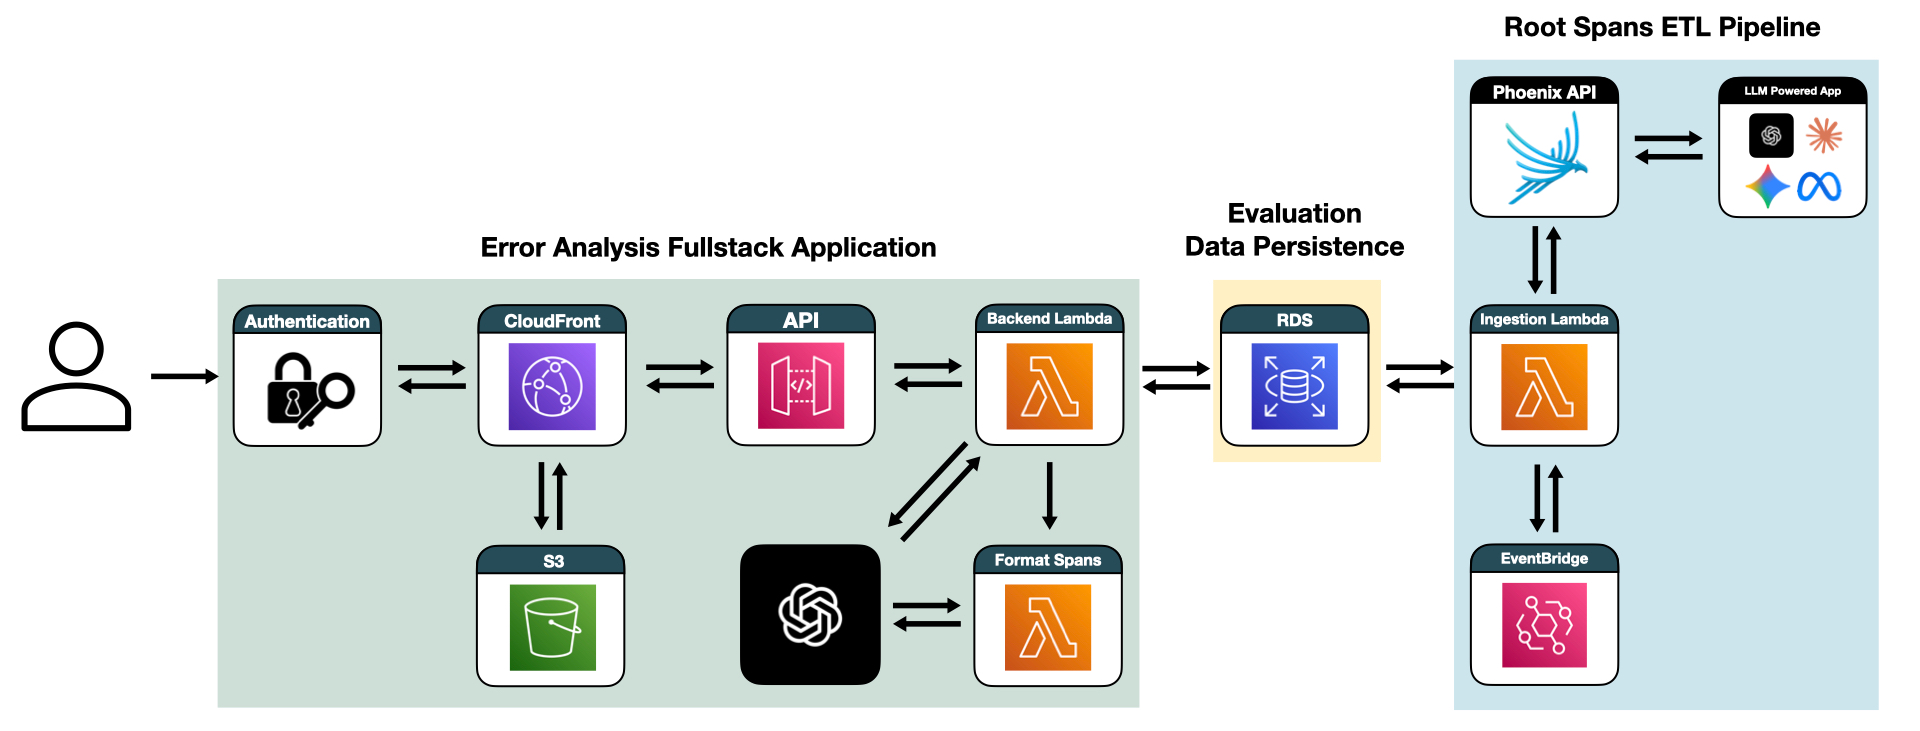 Root Spans ETL Pipeline
Phoenix API
LLM Powered App
Evaluation
Data Persistence
Error Analysis Fullstack Application
Authentication
CloudFront
API
Backend Lambda
RDS
Ingestion Lambda
</>
S3
Format Spans
EventBridge